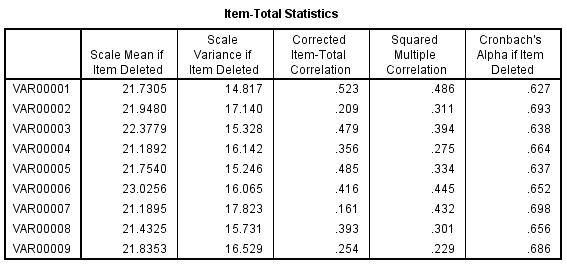 Item-Total Statistics
Scale Mean if Item Deleted Scale Variance if Item Deleted Corrected Item-Total Correlation Squared Multiple Correlation Cronbach's Alpha if Item Deleted
VAR00001 21.7305 14.817 .523 .486 .627
VAR00002 21.9480 17.140 .209 .311 .693
VAR00003 22.3779 15.328 .479 .394 .638
VAR00004 21.1892 16.142 .356 .275 .664
VAR00005 21.7540 15.246 .485 .334 .637
VAR00006 23.0256 16.065 .416 .445 .652
VAR00007 21.1895 17.823 .161 .432 .698
VAR00008 21.4325 15.731 .393 .301 .656
VAR00009 21.8353 16.529 .254 .229 .686